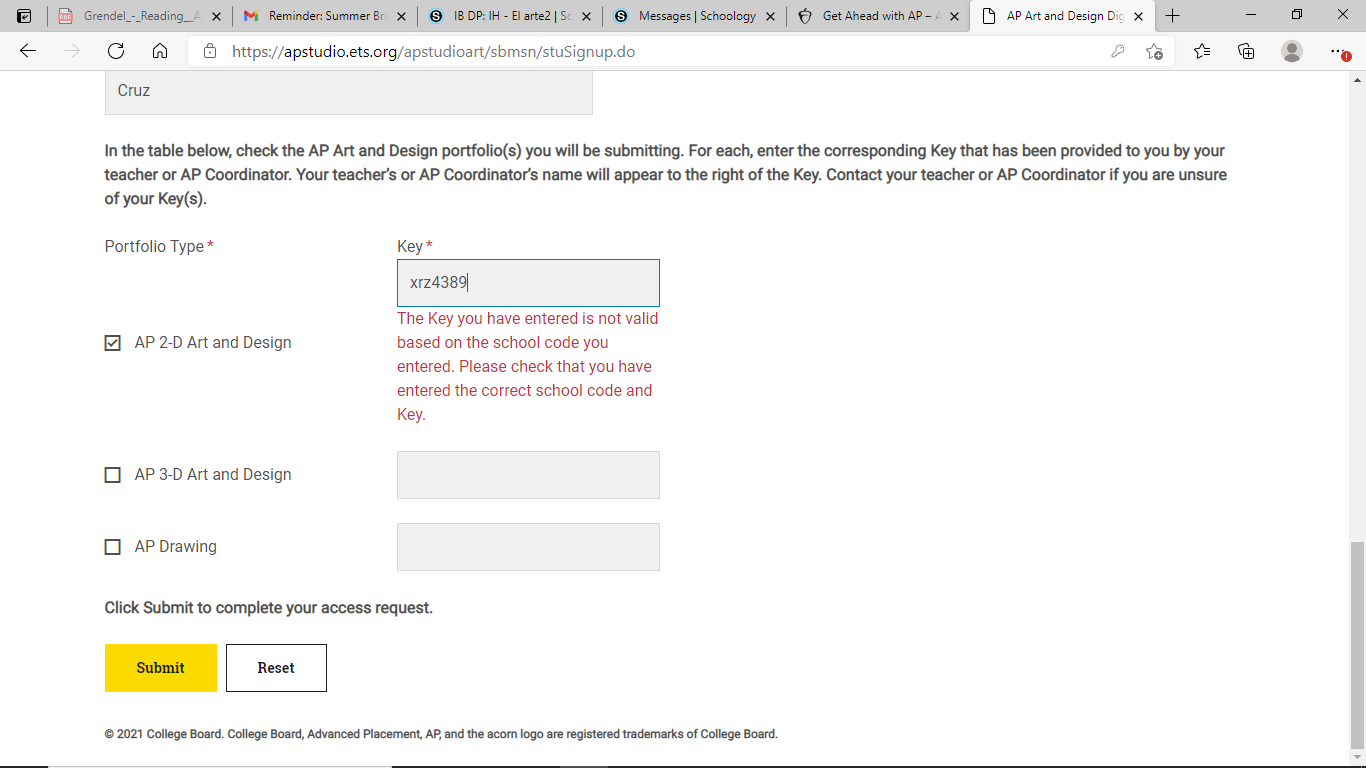 Grendel_-_Reading__A
Reminder: Summer Bri
IB DP: IH - El arte2 | Sc
Messages | Schoology
Get Ahead with AP – A
AP Art and Design Dig
https://apstudio.ets.org/apstudioart/sbmsn/stuSignup.do
Cruz
In the table below, check the AP Art and Design portfolio(s) you will be submitting. For each, enter the corresponding Key that has been provided to you by your
teacher or AP Coordinator. Your teacher's or AP Coordinator's name will appear to the right of the Key. Contact your teacher or AP Coordinator if you are unsure
of your Key(s).
Portfolio Type *
Key *
xrz4389
The Key you have entered is not valid
based on the school code you
entered. Please check that you have
entered the correct school code and
Key.
AP 2-D Art and Design
AP 3-D Art and Design
AP Drawing
Click Submit to complete your access request.
Submit
Reset
© 2021 College Board. College Board, Advanced Placement, AP, and the acorn logo are registered trademarks of College Board.